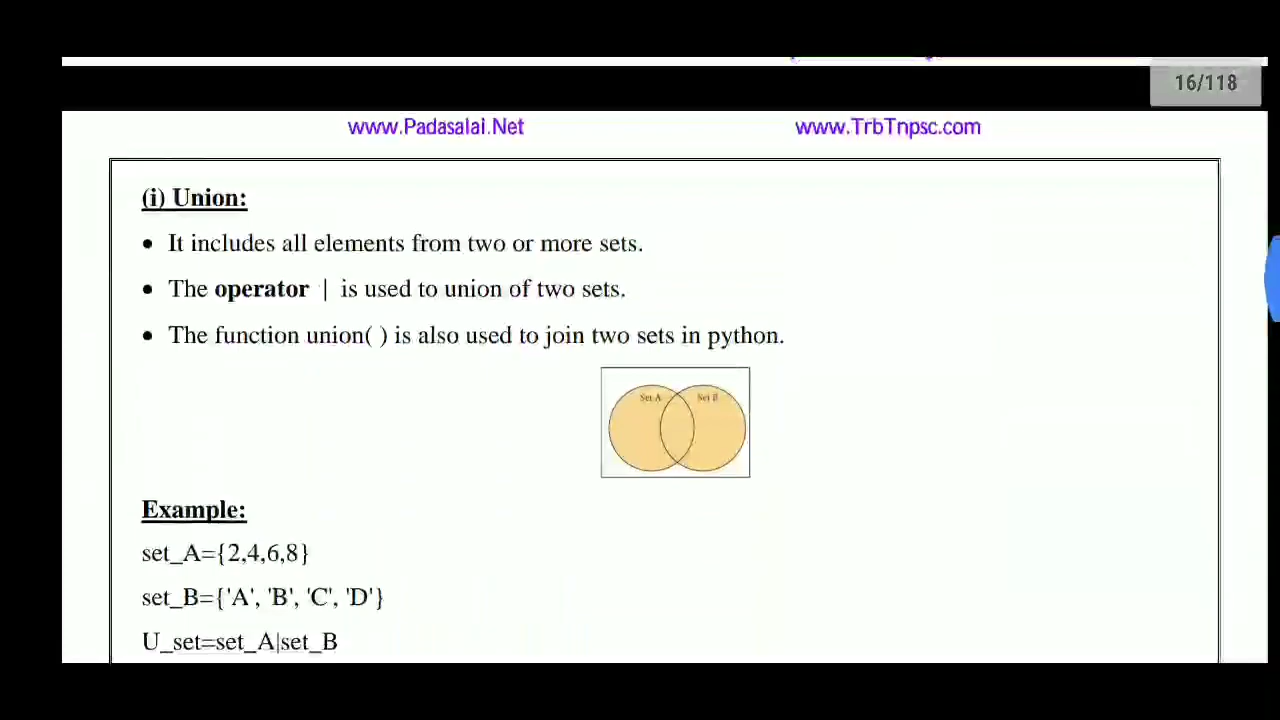 16/118
www.Padasalai.Net www.TrbTnpsc.com
(i) Union:
• It includes all elements from two or more sets.
• The operator | is used to union of two sets.
• The function union( ) is also used to join two sets in python.
Set A Set B
Example:
set_A={2,4,6,8}
set_B={'A', 'B', 'C', 'D'}
U_set=set_A|set_B